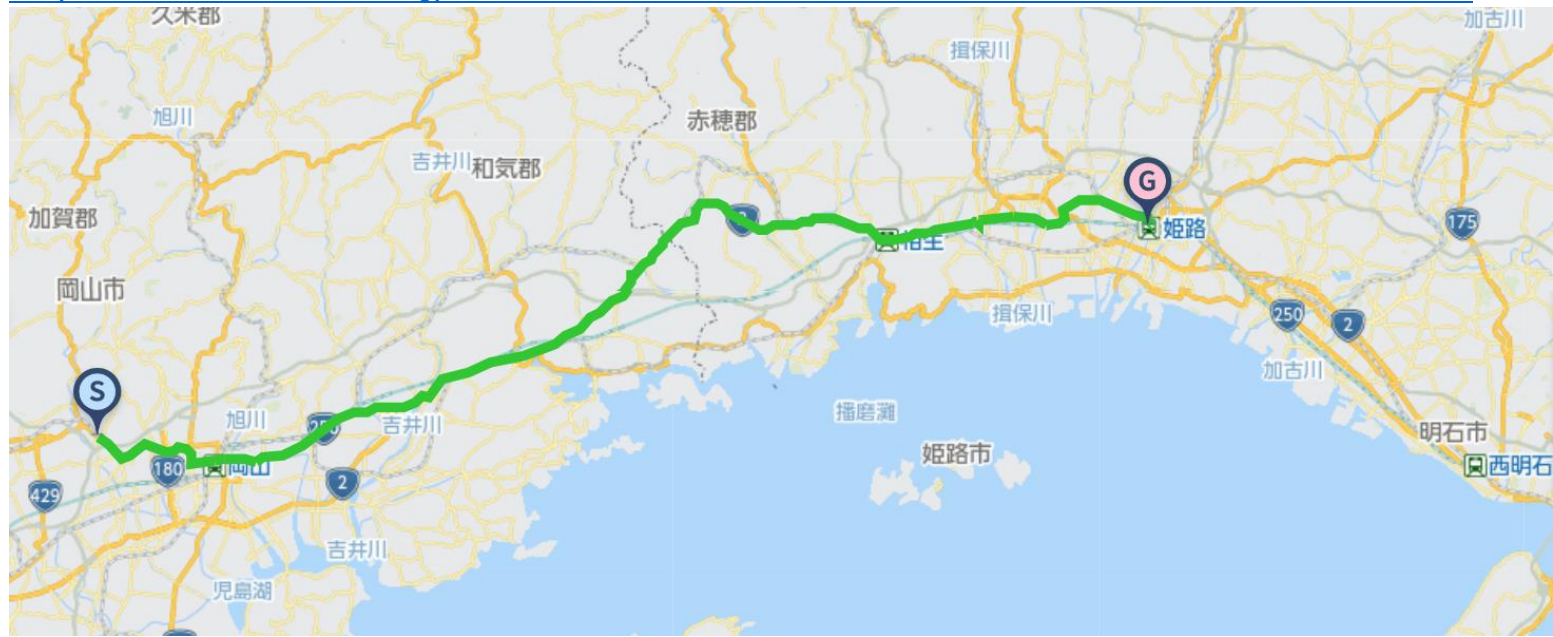 久米郡
加古川
揖保川
旭川
赤穂郡
吉井川
和気郡
G
加賀郡
2
175
姫路
相生
岡山市
揖保川
250
2
加古川
S
旭川
250
吉井川
播磨灘
明石市
姫路市
岡山
180
西明石
2
429
吉井川
児島湖